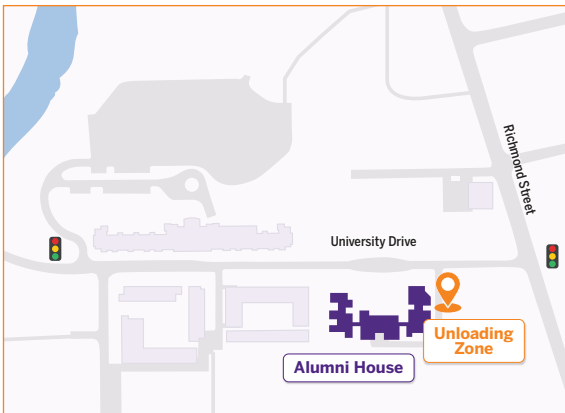 Richmond Street
University Drive
Unloading
Zone
Alumni House